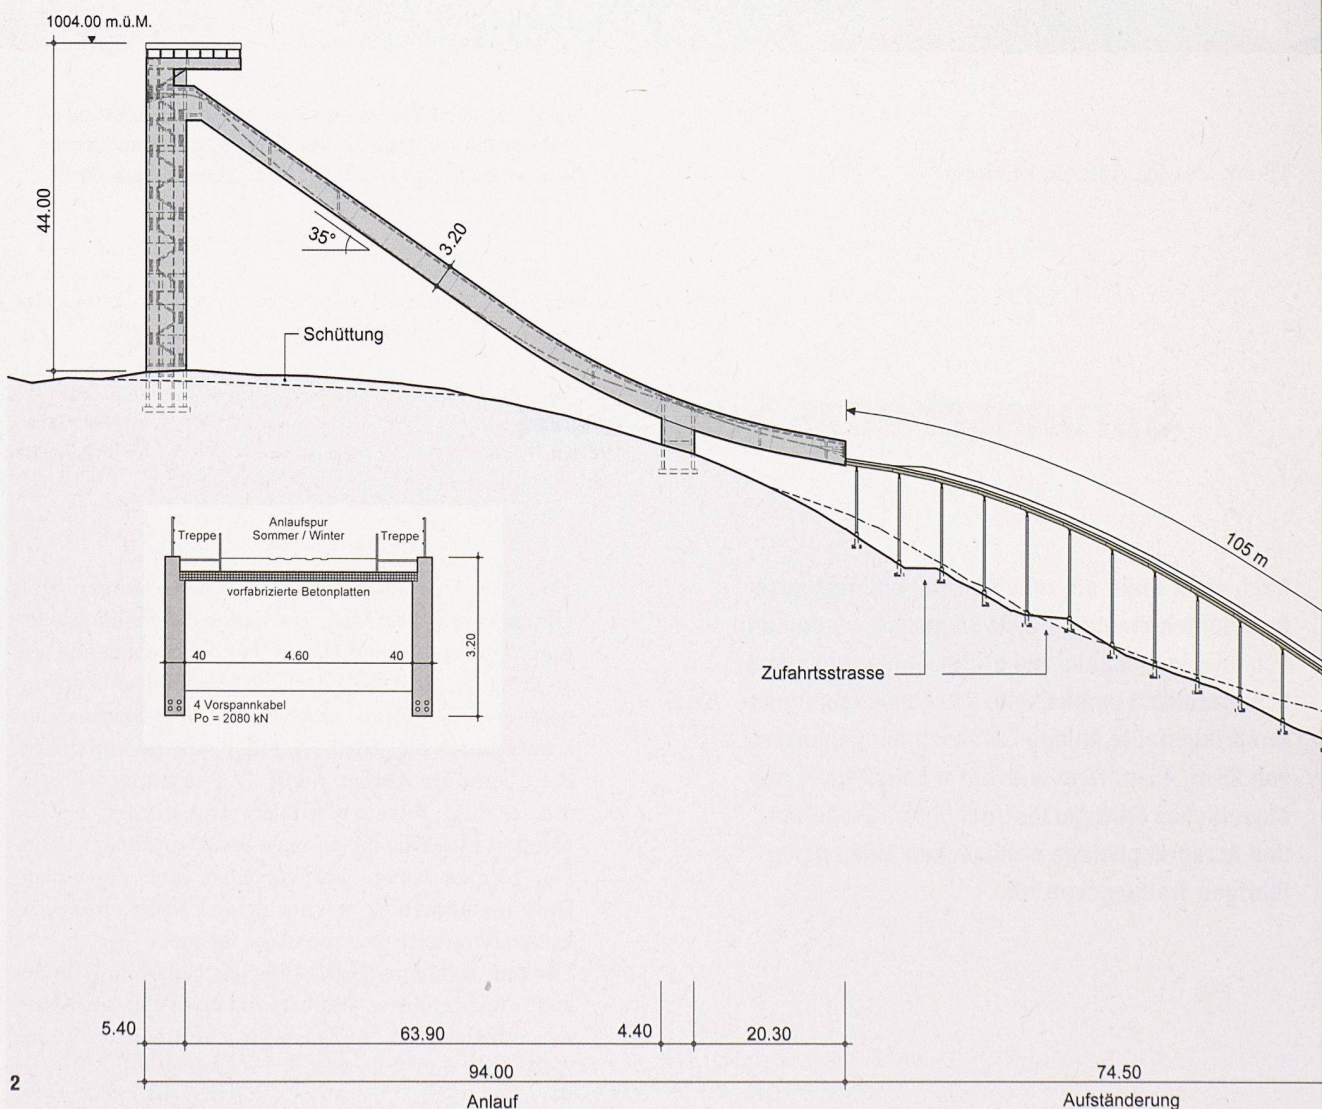 1004.00 m.ü.M.
44.00
35°
3.20
Schüttung
105 m
Treppe
Anlaufspur
Sommer / Winter
Treppe
vorfabrizierte Betonplatten
40
4.60
40
3.20
4 Vorspannkabel
Po = 2080 kN
Zufahrtsstrasse
5.40
63.90
4.40
20.30
94.00
74.50
Anlauf
Aufständerung
2